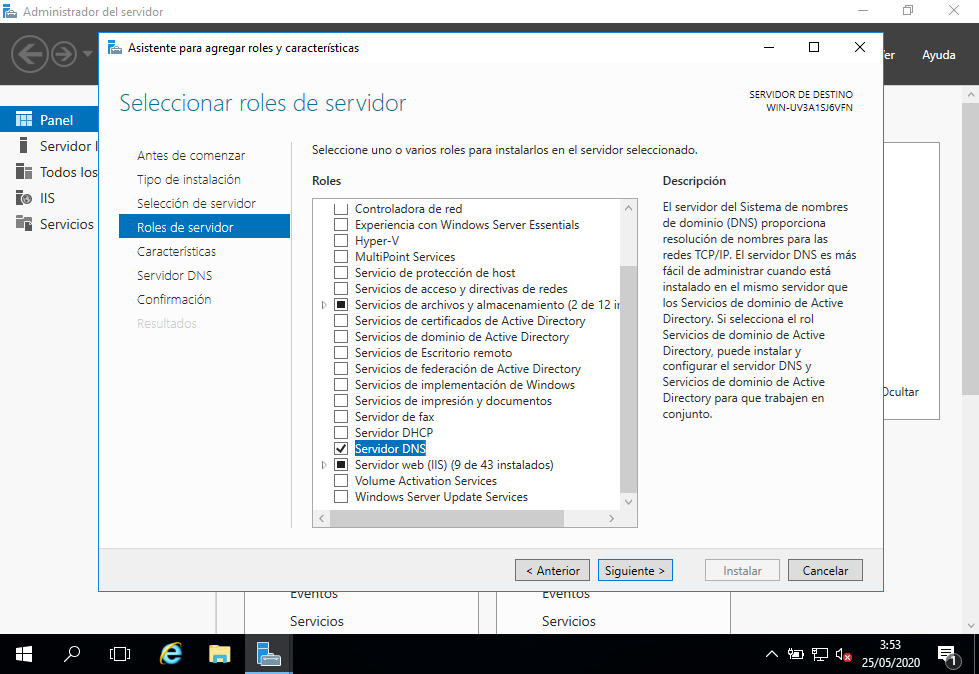 Administrador del servidor
Ayuda
Panel
Servidor
Todos los
IIS
Servicios
Ocultar
Asistente para agregar roles y características
Seleccionar roles de servidor
SERVIDOR DE DESTINO
WIN-UV3A1SJ6VFN
Antes de comenzar
Tipo de instalación
Selección de servidor
Roles de servidor
Características
Servidor DNS
Confirmación
Resultados
Seleccione uno o varios roles para instalarlos en el servidor seleccionado.
Roles
Controladora de red
Experiencia con Windows Server Essentials
Hyper-V
MultiPoint Services
Servicio de protección de host
Servicios de acceso y directivas de redes
Servicios de archivos y almacenamiento (2 de 12 in
Servicios de certificados de Active Directory
Servicios de dominio de Active Directory
Servicios de Escritorio remoto
Servicios de federación de Active Directory
Servicios de implementación de Windows
Servicios de impresión y documentos
Servidor de fax
Servidor DHCP
Servidor DNS
Servidor web (IIS) (9 de 43 instalados)
Volume Activation Services
Windows Server Update Services
Descripción
El servidor del Sistema de nombres
de dominio (DNS) proporciona
resolución de nombres para las
redes TCP/IP. El servidor DNS es más
fácil de administrar cuando está
instalado en el mismo servidor que
los Servicios de dominio de Active
Directory. Si selecciona el rol
Servicios de dominio de Active
Directory, puede instalar y
configurar el servidor DNS y
Servicios de dominio de Active
Directory para que trabajen en
conjunto.
< Anterior
Siguiente >
Instalar
Cancelar
Eventos
Eventos
Servicios
Servicios
3:53
25/05/2020
1